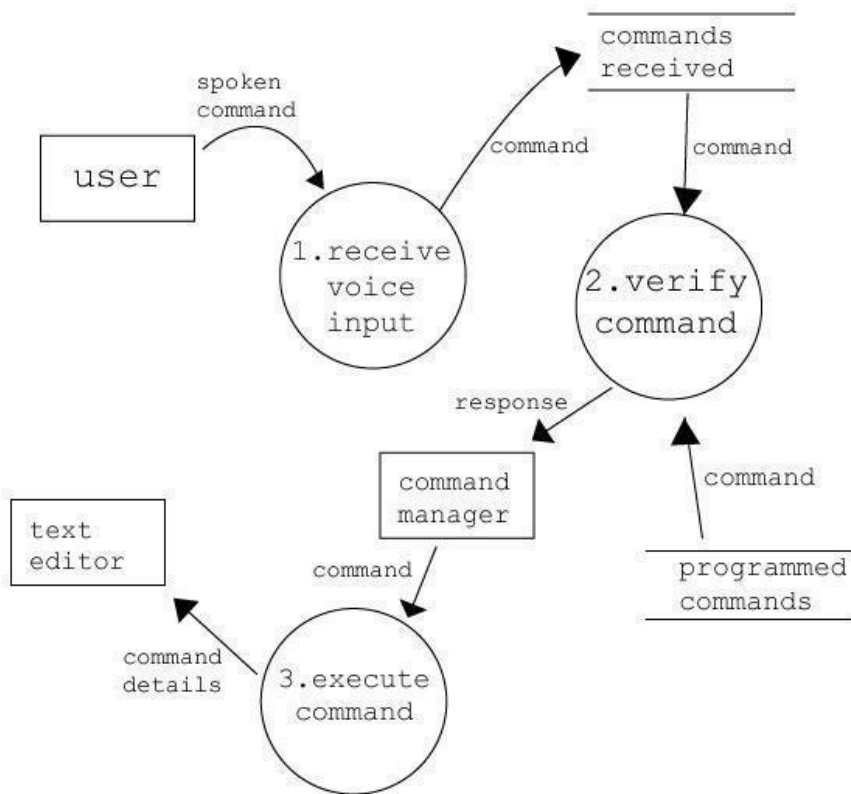 spoken
command
user
1.receive
voice
input
command
commands
received
command
2.verify
command
response
command
manager
command
programmed
commands
command
3.execute
command
command
details
text
editor